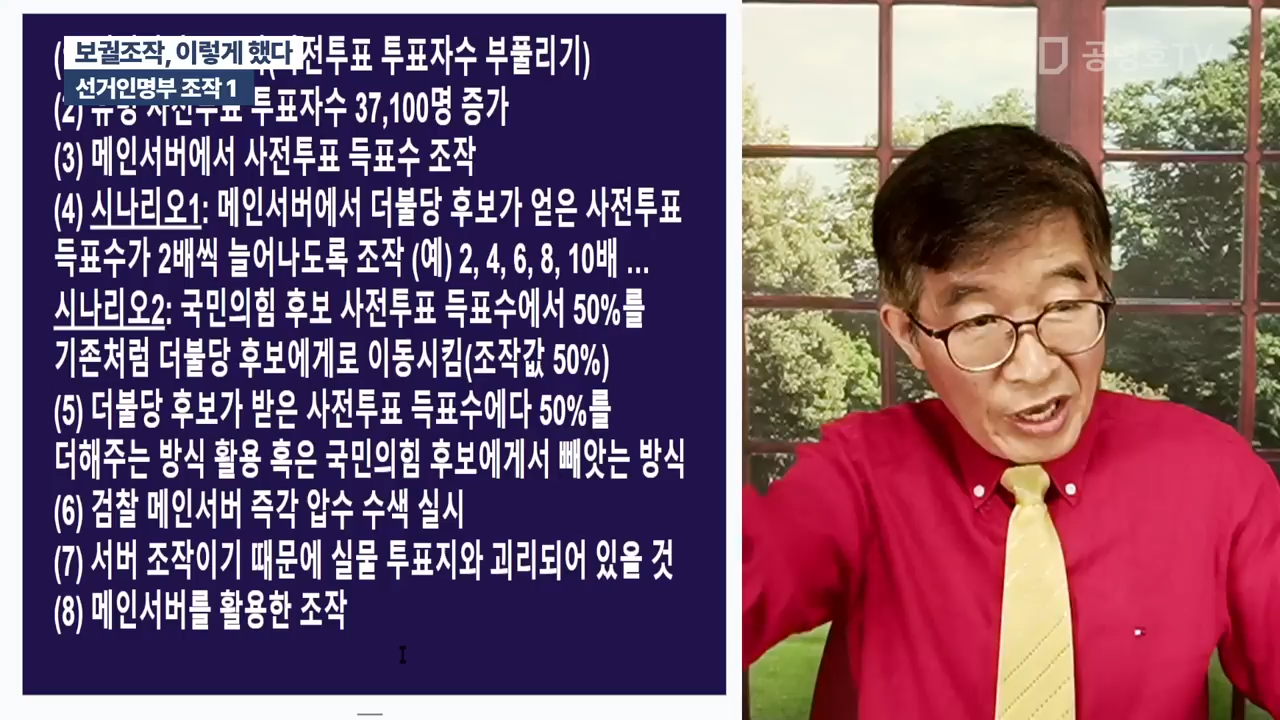 보궐조작, 이렇게 했다
선거인명부 조작 1
투표자수 부풀리기)
(2) 유령 사전투표 투표자수 37,100명 증가
(3) 메인서버에서 사전투표 득표수 조작
(4) 시나리오1: 메인서버에서 더불당 후보가 얻은 사전투표
득표수가 2배씩 늘어나도록 조작 (예) 2, 4, 6, 8, 10배 ...
시나리오2: 국민의힘 후보 사전투표 득표수에서 50%를
기존처럼 더불당 후보에게로 이동시킴(조작값 50%)
(5) 더불당 후보가 받은 사전투표 득표수에다 50%를
더해주는 방식 활용 혹은 국민의힘 후보에게서 빼앗는 방식
(6) 검찰 메인서버 즉각 압수 수색 실시
(7) 서버 조작이기 때문에 실물 투표지와 괴리되어 있을 것
(8) 메인서버를 활용한 조작
공병호TV